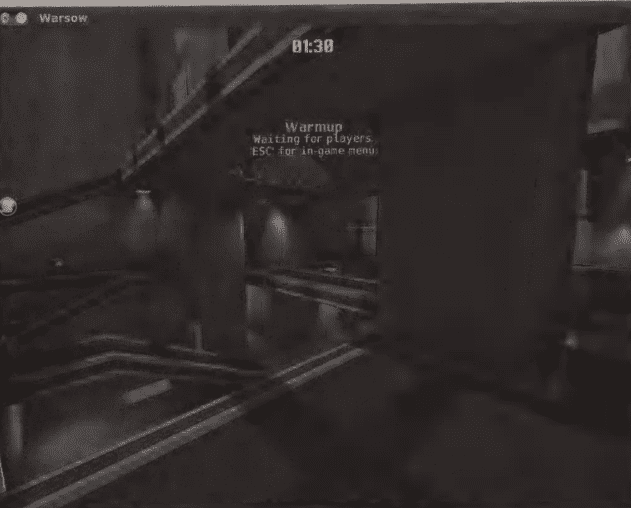 Warsow
01:30
Warmup
Waiting for players
'ESC' for in-game menu